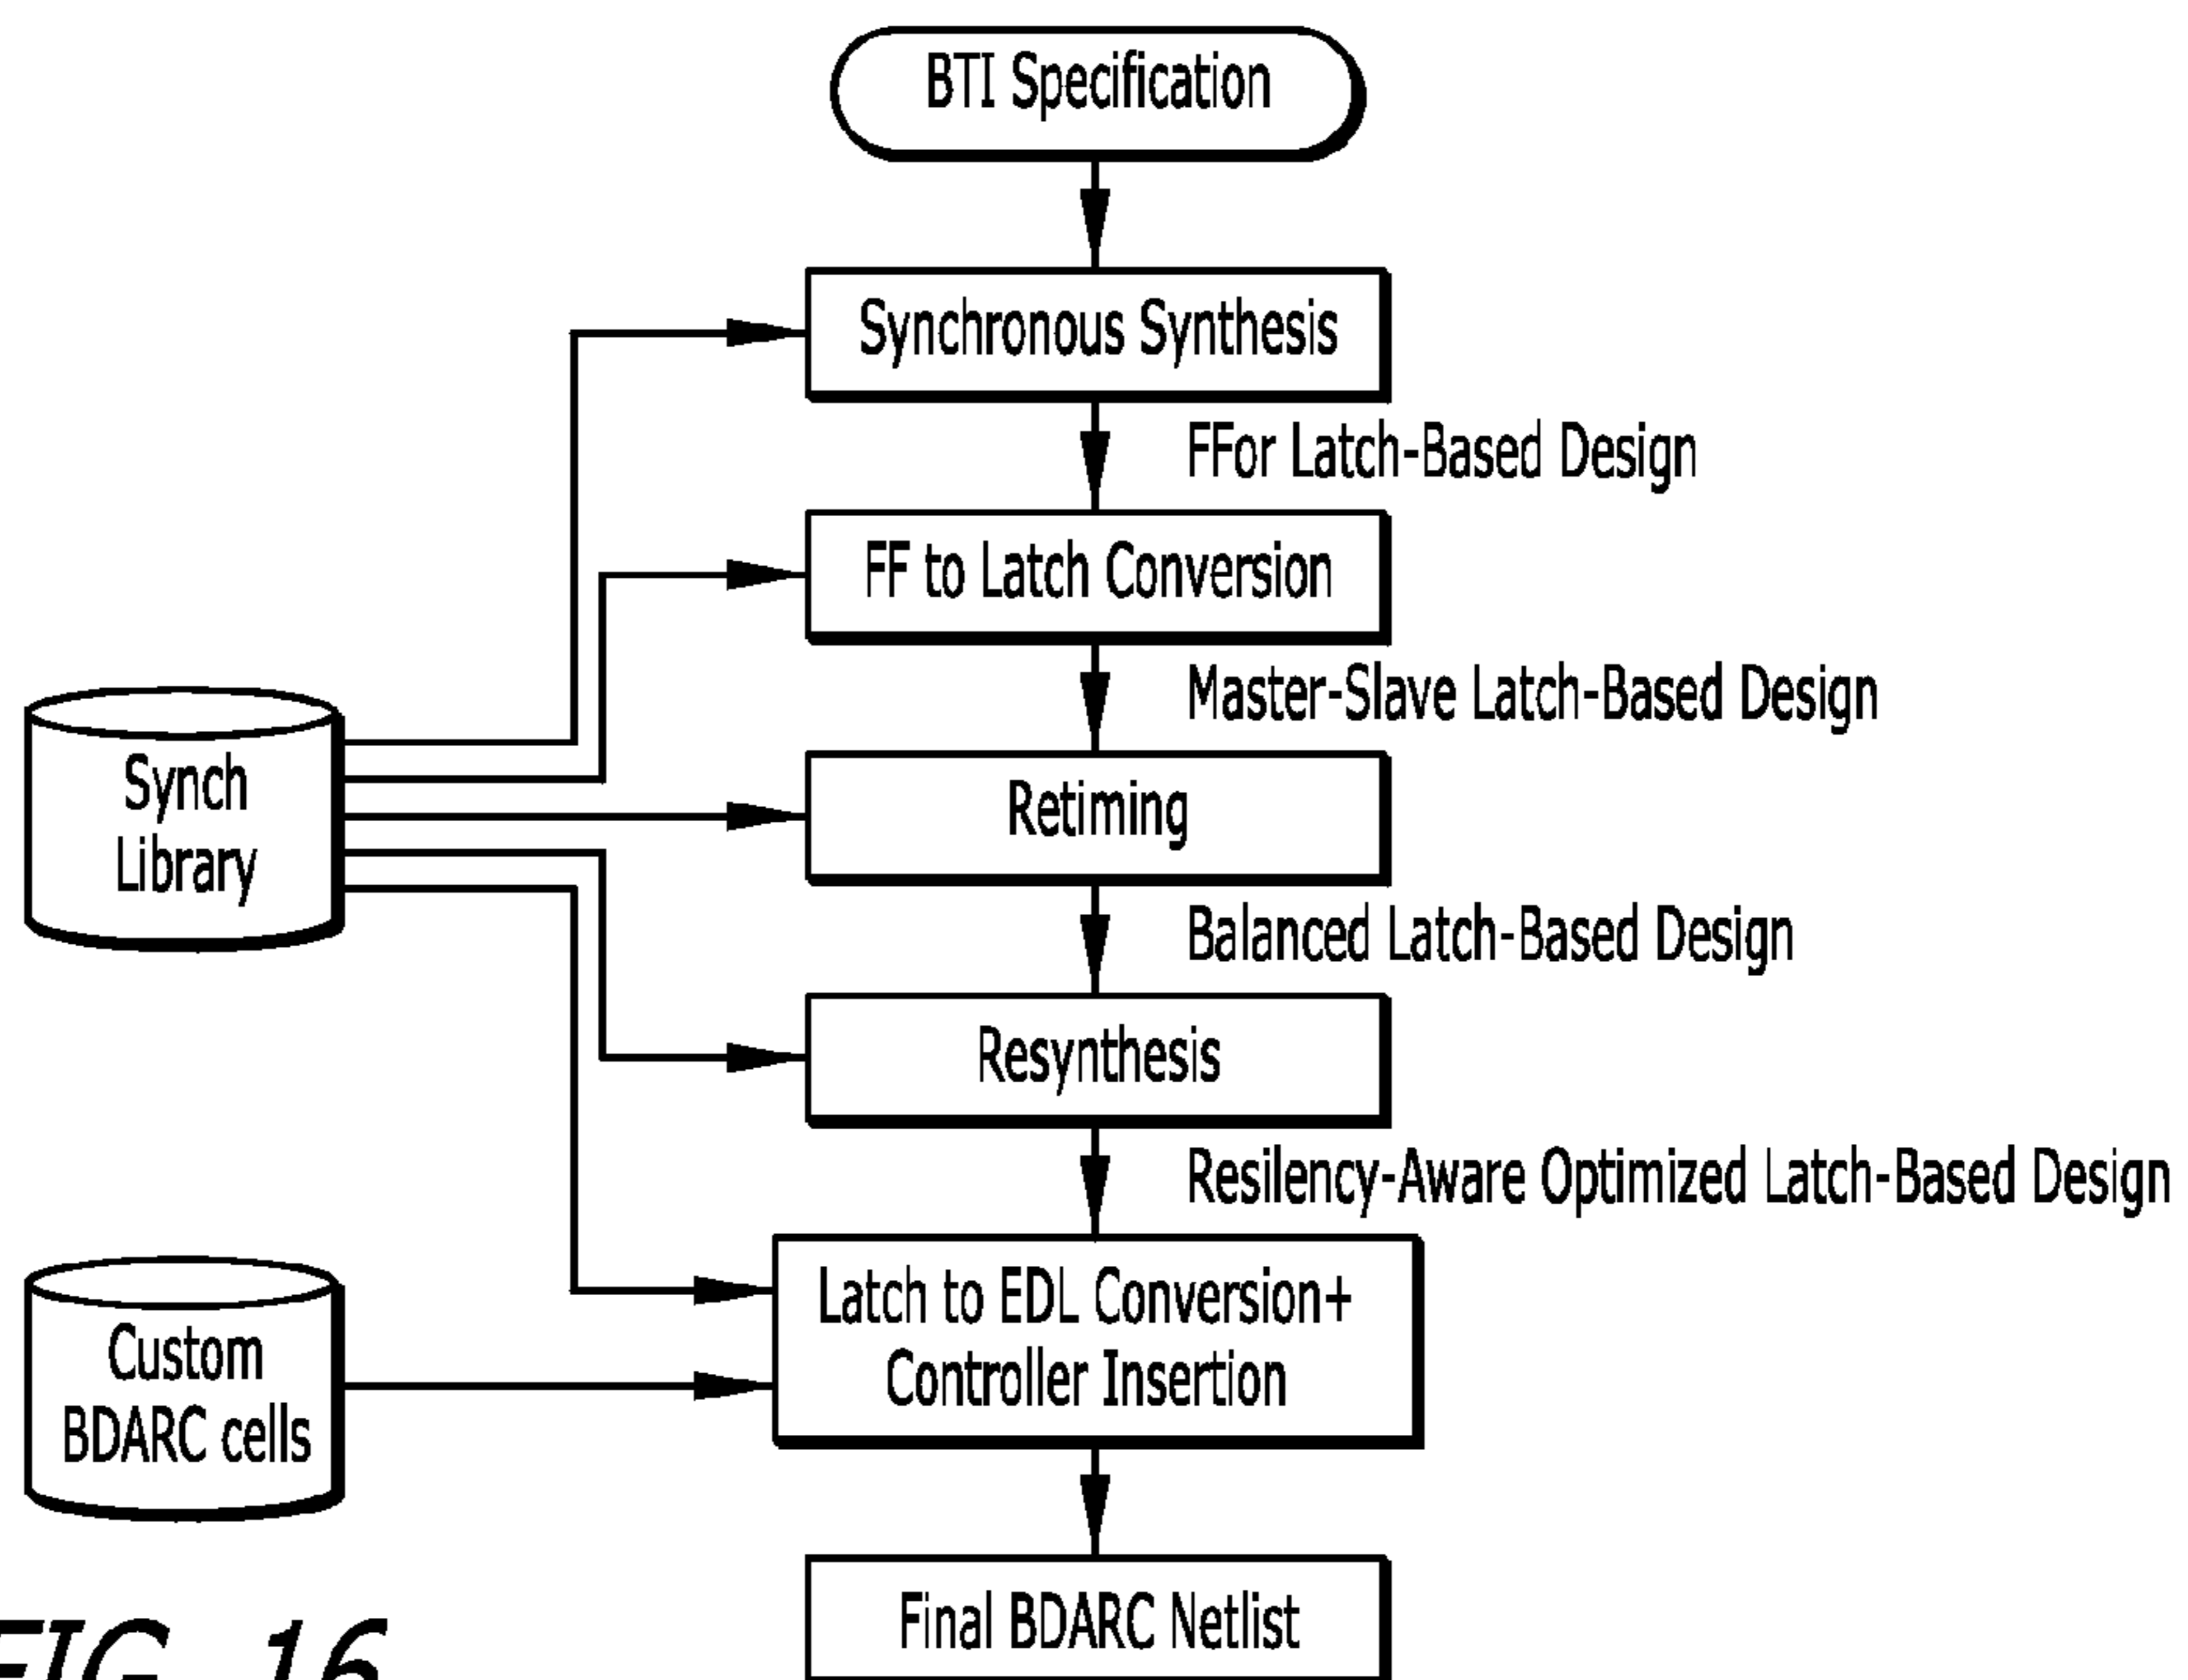 BTI Specification
Synchronous Synthesis
FFor Latch-Based Design
FF to Latch Conversion
Master-Slave Latch-Based Design
Synch
Library
Retiming
Balanced Latch-Based Design
Resynthesis
Resilency-Aware Optimized Latch-Based Design
Latch to EDL Conversion+
Controller Insertion
Custom
BDARC cells
Final BDARC Netlist
FIG. 16